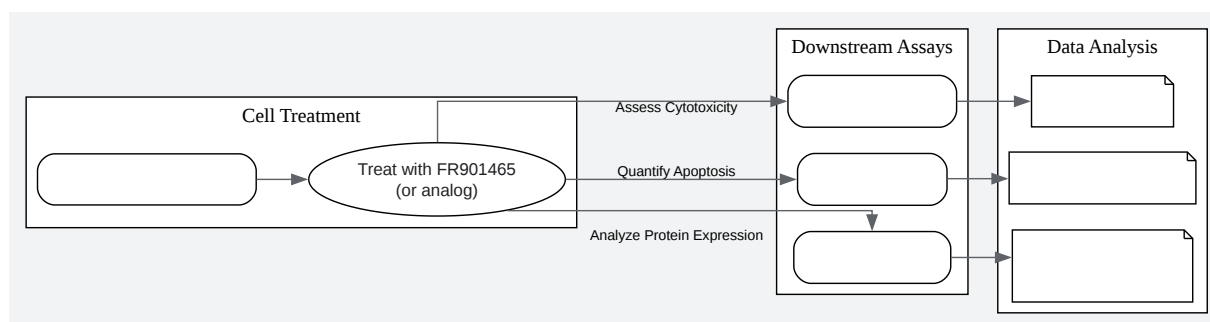 Downstream Assays
Data Analysis
Cell Treatment
Assess Cytotoxicity
Treat with FR901465
(or analog)
Quantify Apoptosis
Analyze Protein Expression